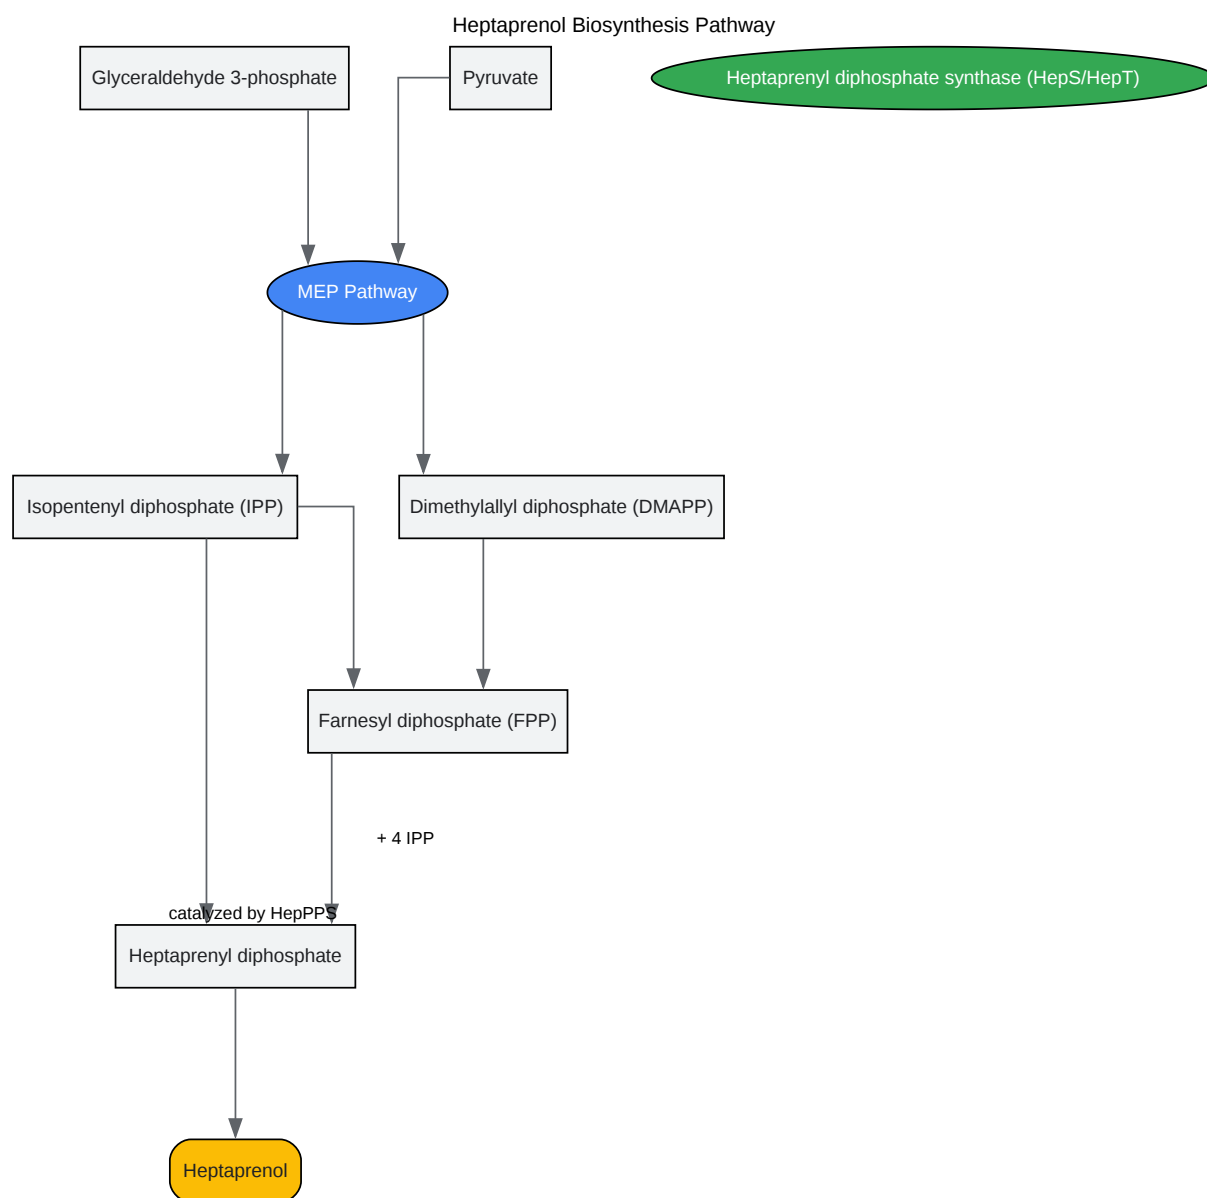 Heptaprenol Biosynthesis Pathway
Glyceraldehyde 3-phosphate
Pyruvate
Heptaprenyl diphosphate synthase (HepS/HepT)
MEP Pathway
Isopentenyl diphosphate (IPP)
Dimethylallyl diphosphate (DMAPP)
Farnesyl diphosphate (FPP)
+ 4 IPP
catalyzed by HepPPS
Heptaprenyl diphosphate
Heptaprenol